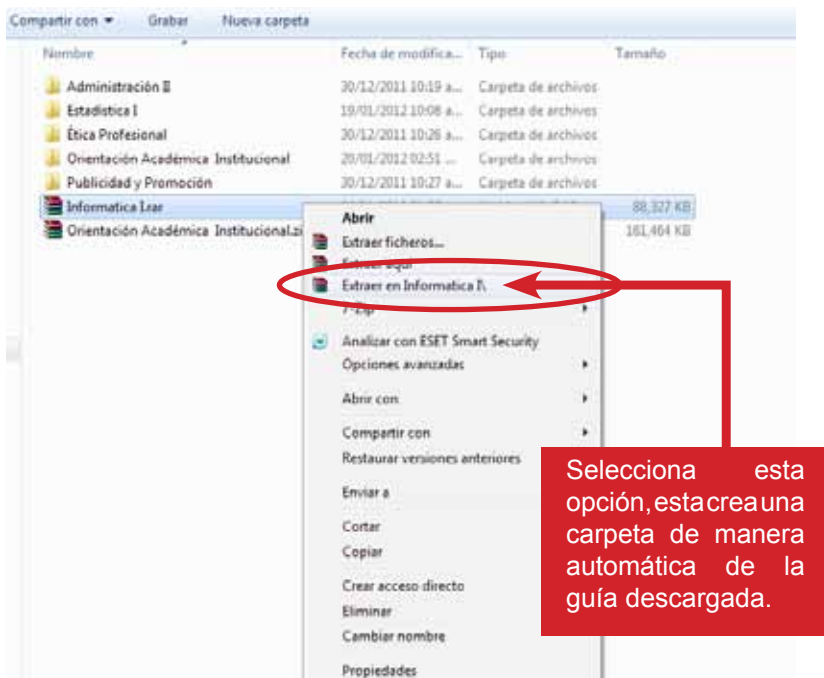 Compartir con Grabar Nueva carpeta
Nombre Fecha de modifica... Tipo Tamaño
Administración II 30/12/2011 10:19 a... Carpeta de archivos
Estadistica I 19/01/2012 10:08 a... Carpeta de archivos
Ética Profesional 30/12/2011 10:26 a... Carpeta de archivos
Orientación Académica Institucional 20/01/2012 02:51 ... Carpeta de archivos
Publicidad y Promoción 30/12/2011 10:27 a... Carpeta de archivos
Informatica I.rar 88,327 KB
Orientación Académica Institucional.zi 161,464 KB
Abrir
Extraer ficheros...
Extraer aquí
Extraer en Informatica I\
7-Zip
Analizar con ESET Smart Security
Opciones avanzadas
Abrir con
Compartir con
Restaurar versiones anteriores
Enviar a
Cortar
Copiar
Crear acceso directo
Eliminar
Cambiar nombre
Propiedades
Selecciona esta
opción, esta crea una
carpeta de manera
automática de la
guía descargada.